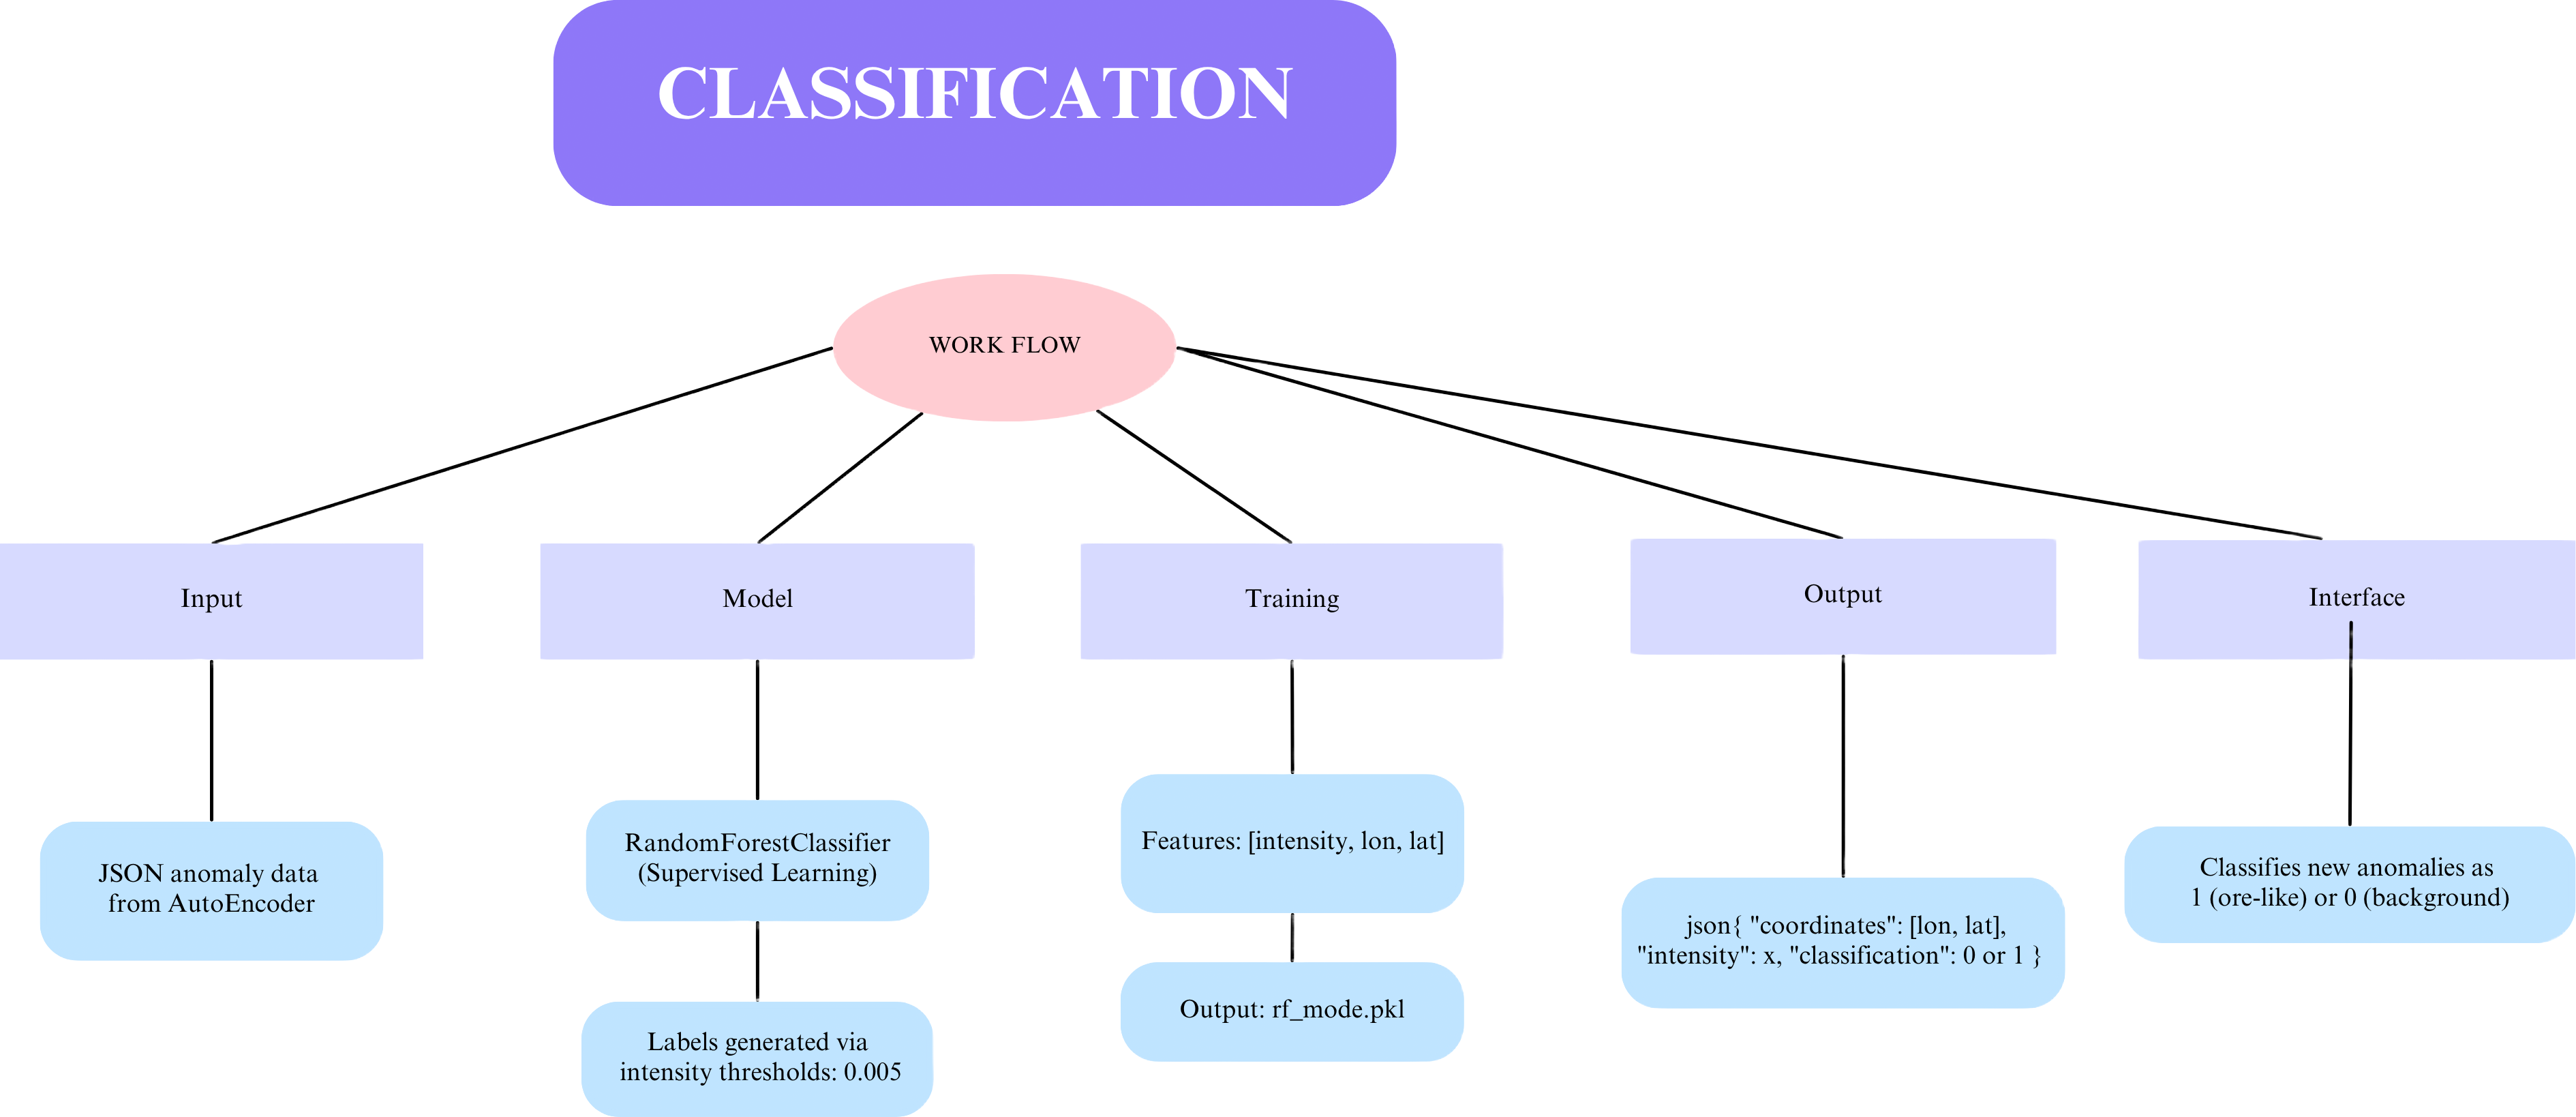 CLASSIFICATION
WORK FLOW
Input
Model
Training
Output
Interface
JSON anomaly data
from AutoEncoder
RandomForestClassifier
(Supervised Learning)
Labels generated via
intensity thresholds: 0.005
Features: [intensity, lon, lat]
Output: rf_mode.pkl
json{ "coordinates": [lon, lat],
"intensity": x, "classification": 0 or 1 }
Classifies new anomalies as
1 (ore-like) or 0 (background)